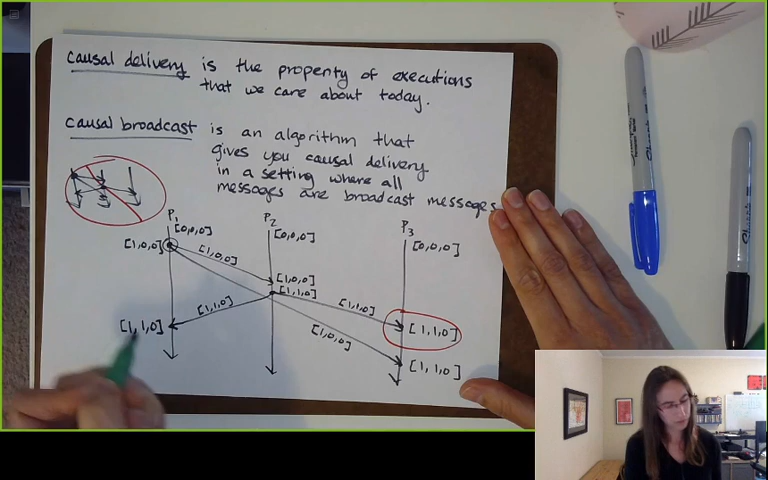 Causal delivery is the property of executions
that we care about today.
Causal broadcast is an algorithm that
gives you causal delivery
in a setting where all
messages are broadcast messages
P1 P2 P3
[0,0,0] [0,0,0] [0,0,0]
[1,0,0] [1,0,0] [1,0,0]
[1,1,0]
[1,1,0] [1,1,0] [1,1,0] [1,1,0]
[1,0,0] [1,1,0]